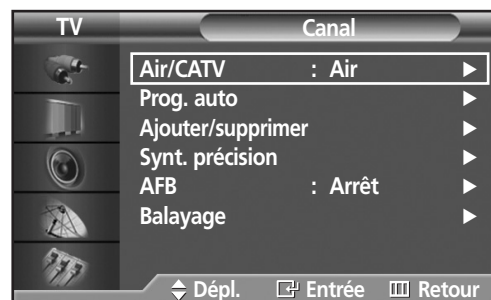 TV Canal
Air/CATV : Air
Prog. auto
Ajouter/supprimer
Synt. précision
AFB : Arrêt
Balayage
Dépl. Entrée Retour